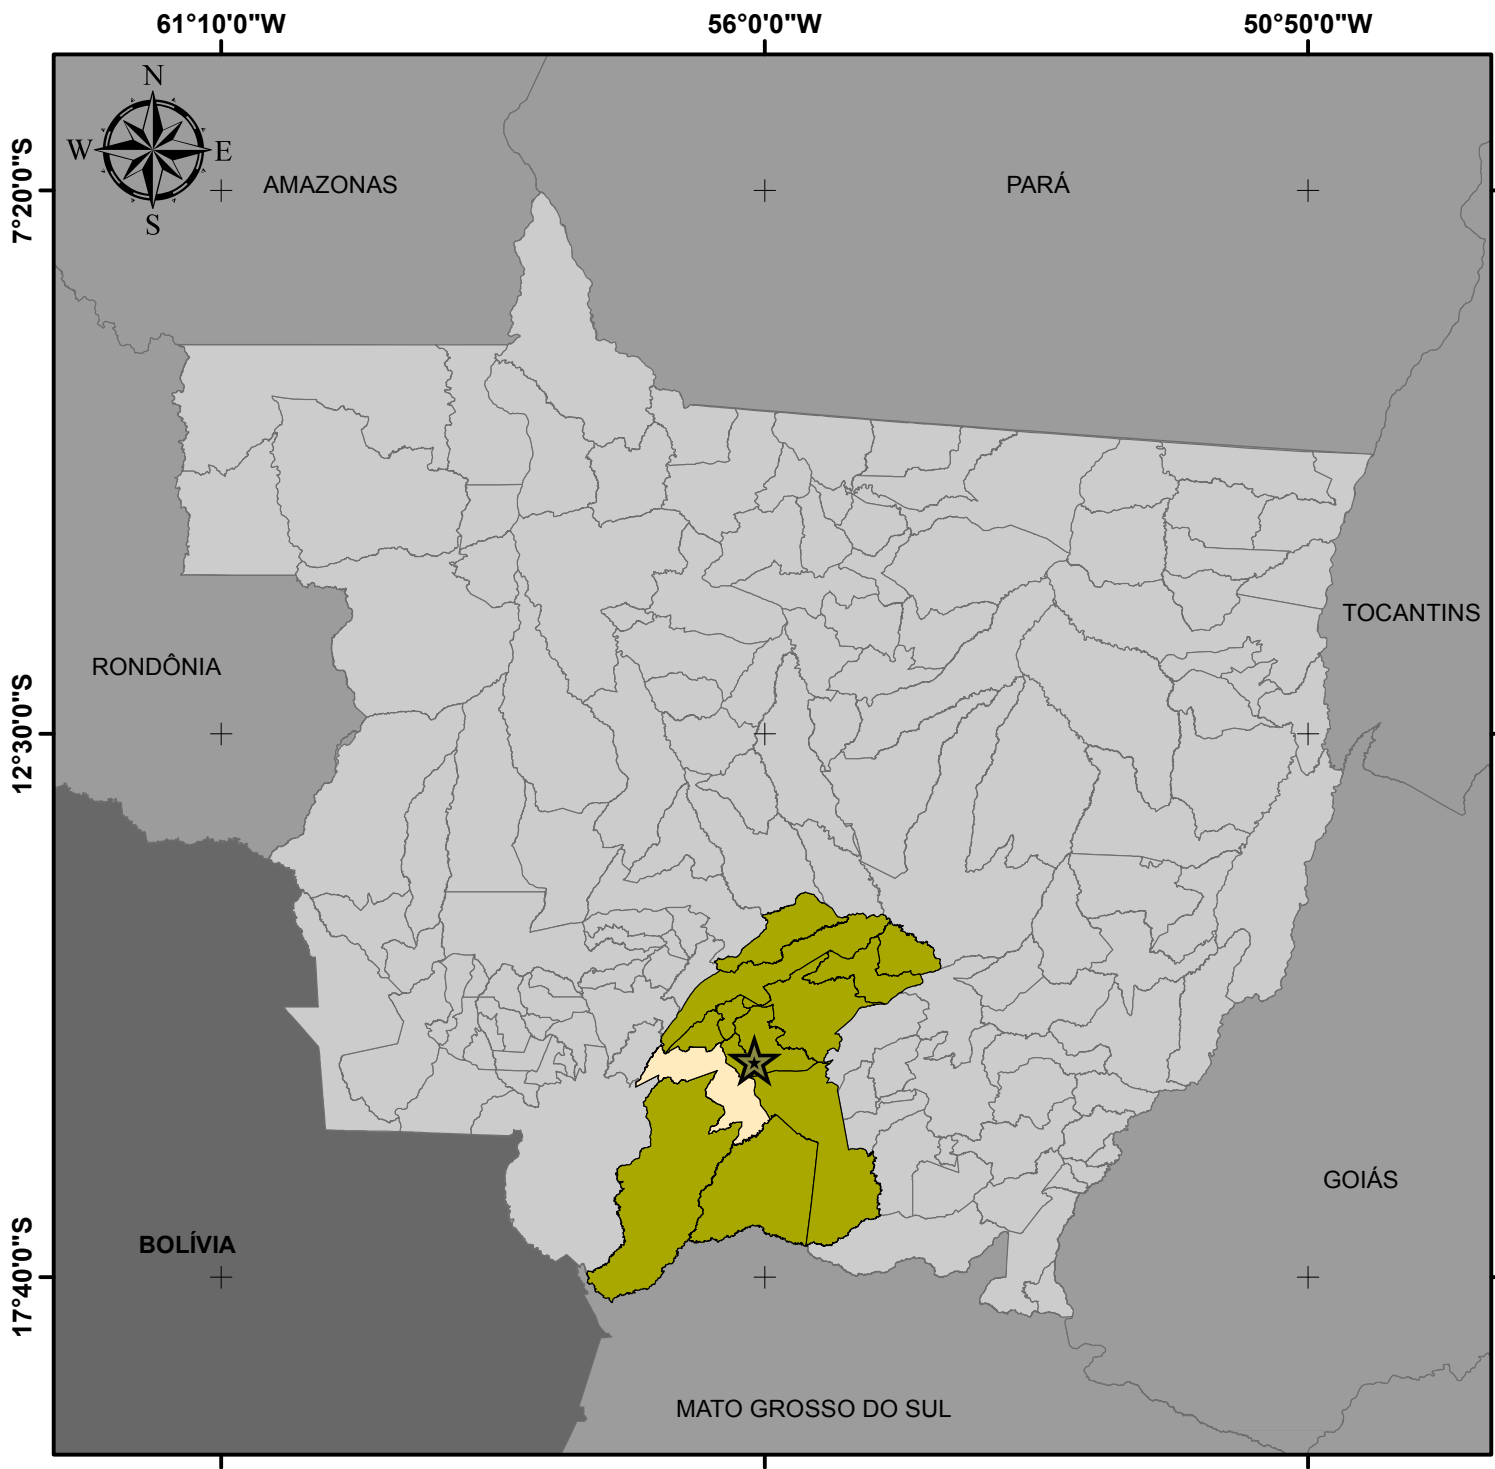 61°10'0"W 56°0'0"W 50°50'0"W
N
W E
S
7°20'0"S
AMAZONAS
PARÁ
TOCANTINS
RONDÔNIA
12°30'0"S
GOIÁS
BOLÍVIA
17°40'0"S
MATO GROSSO DO SUL